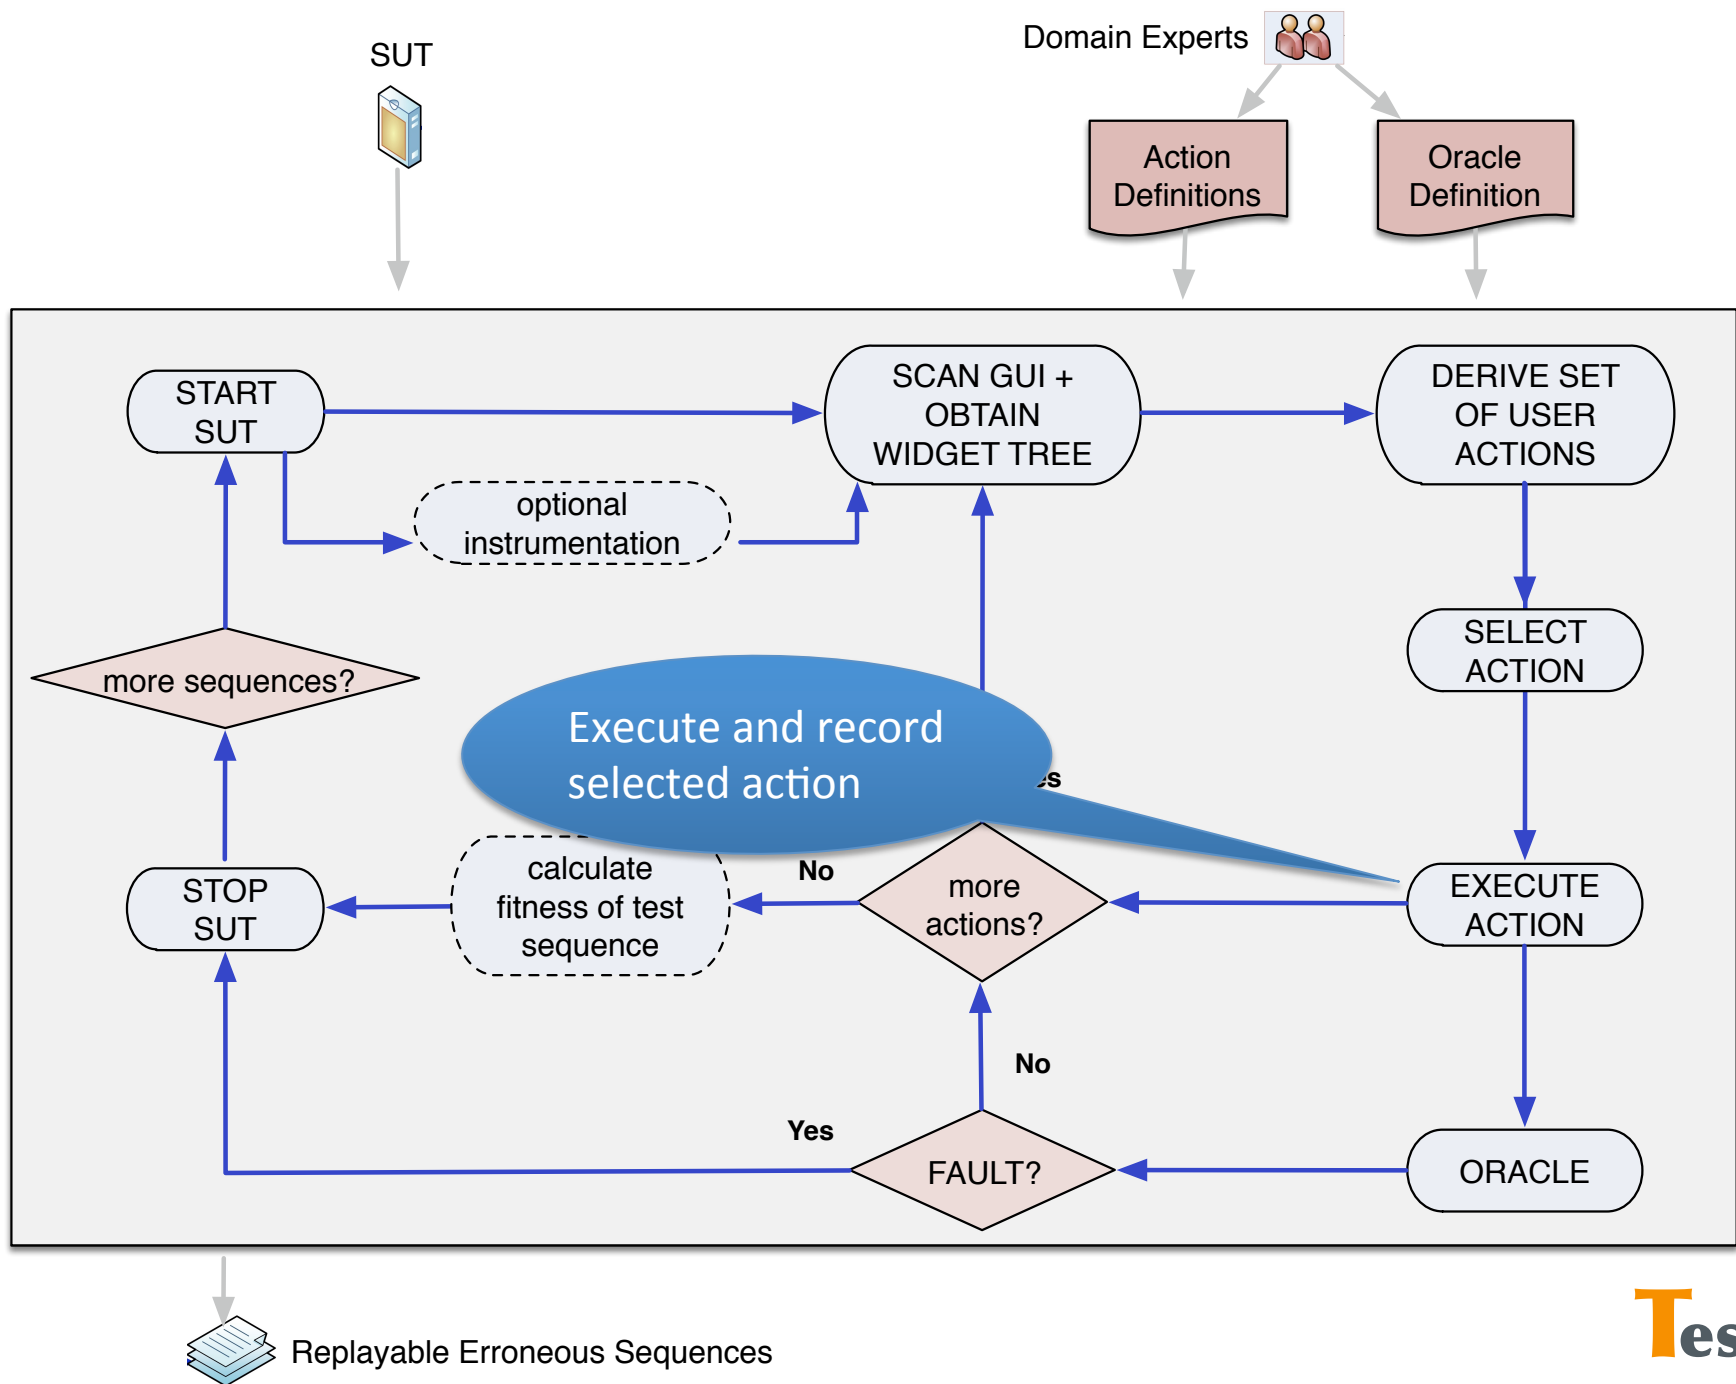 SUT
Domain Experts
Action
Definitions
Oracle
Definition
START
SUT
SCAN GUI +
OBTAIN
WIDGET TREE
DERIVE SET
OF USER
ACTIONS
optional
instrumentation
SELECT
ACTION
more sequences?
Execute and record
selected action
calculate
fitness of test
sequence
No
more
actions?
EXECUTE
ACTION
STOP
SUT
No
Yes
FAULT?
ORACLE
Replayable Erroneous Sequences